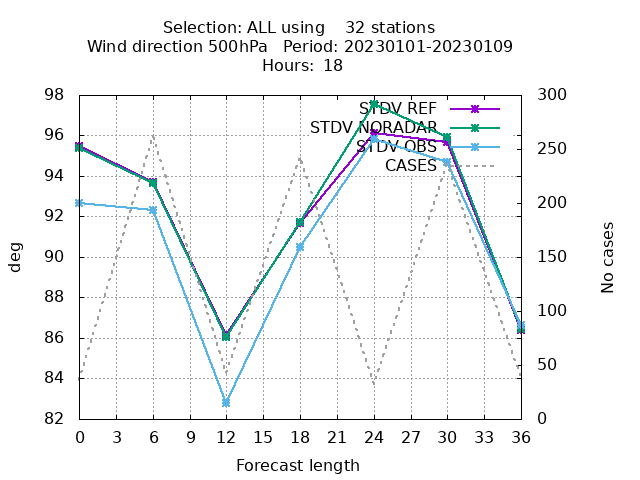 Selection: ALL using    32 stations
Wind direction 500hPa   Period: 20230101-20230109
Hours: 18
98
96
94
92
90
88
86
84
82
deg
300
250
200
150
100
50
0
No cases
STDV REF
STDV NORADAR
STDV OBS
CASES
0 3 6 9 12 15 18 21 24 27 30 33 36
Forecast length